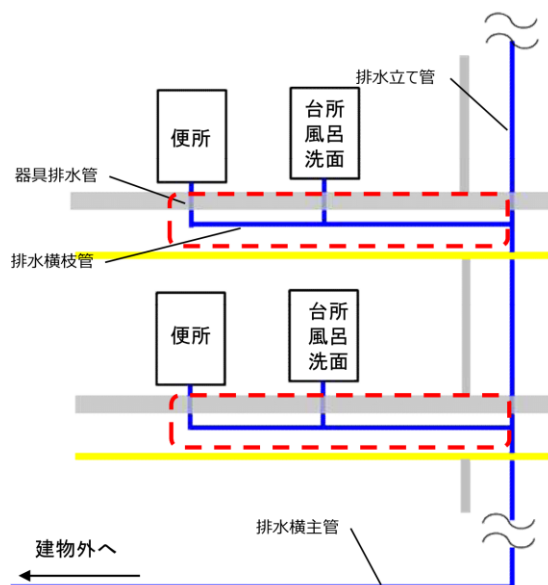 排水立て管
便所
台所
風呂
洗面
器具排水管
排水横枝管
便所
台所
風呂
洗面
排水横主管
建物外へ